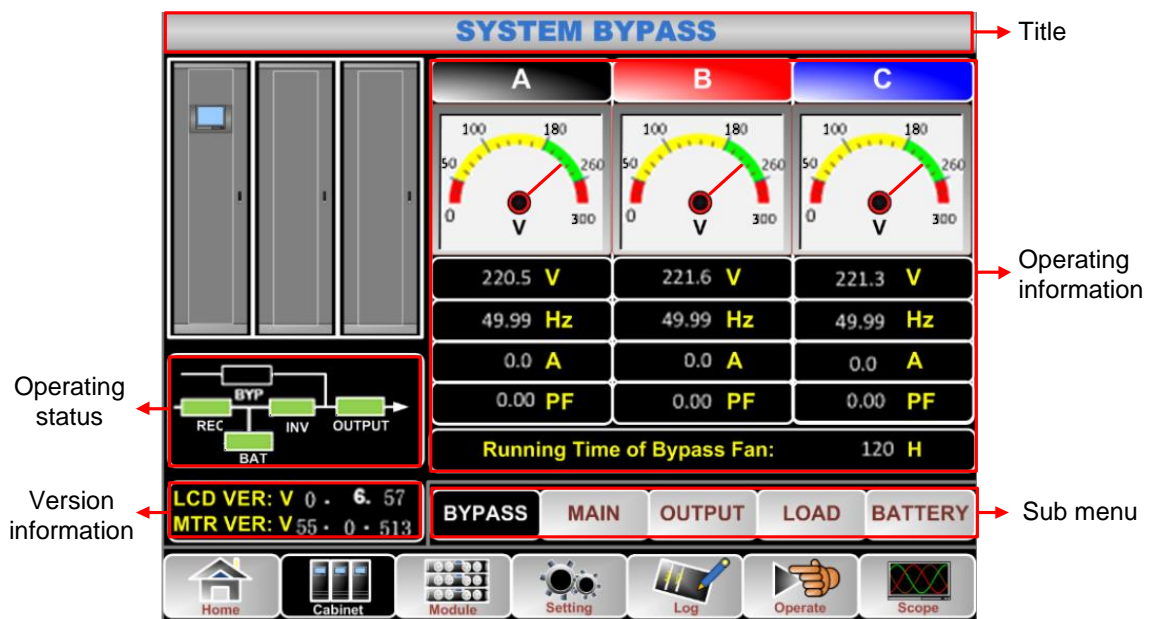 SYSTEM BYPASS
Title
A B C
100 180 100 180 100 180
50 260 50 260 50 260
0 300 0 300 0 300
V V V
220.5 V 221.6 V 221.3 V
Operating
information
49.99 Hz 49.99 Hz 49.99 Hz
0.0 A 0.0 A 0.0 A
0.00 PF 0.00 PF 0.00 PF
Running Time of Bypass Fan: 120 H
Operating
status
BYP
REC INV OUTPUT
BAT
Version
information
LCD VER: V 0. 6. 57
MTR VER: V 55. 0. 513
BYPASS MAIN OUTPUT LOAD BATTERY
Sub menu
Home Cabinet Module Setting Log Operate Scope